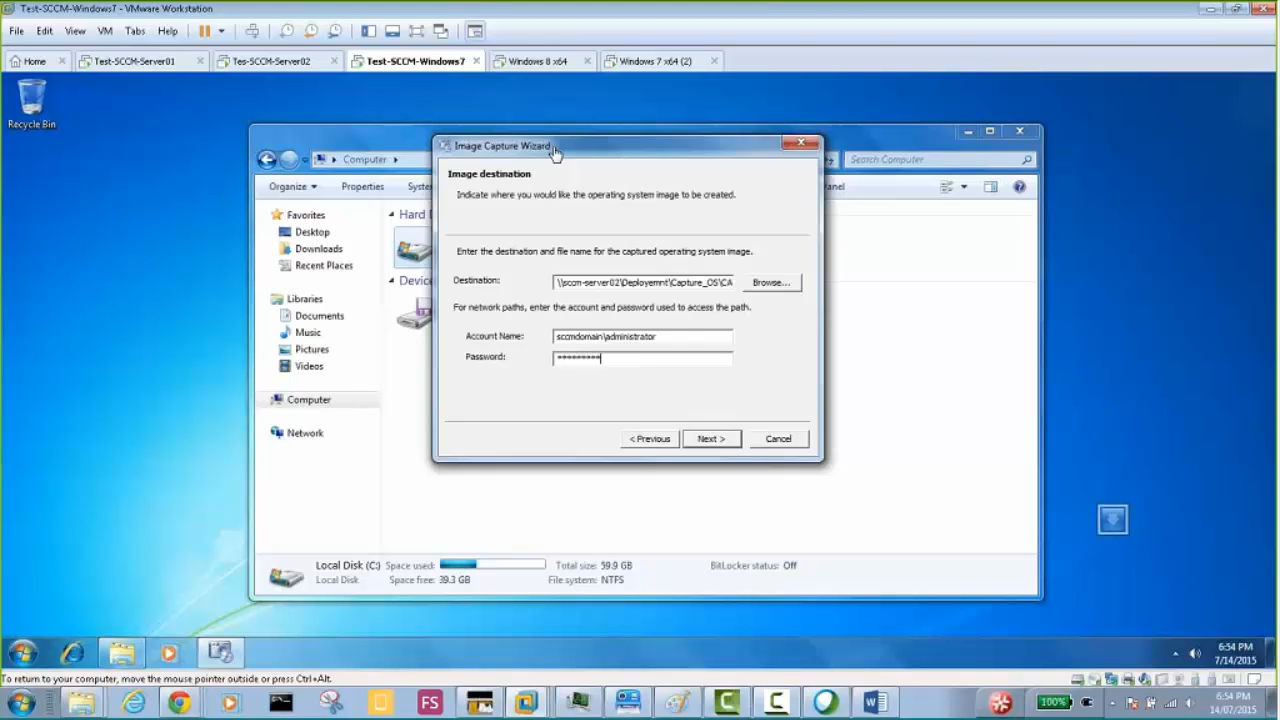 Test-SCCM-Windows7 - VMware Workstation
File Edit View VM Tabs Help
Home Test-SCCM-Server01 Tes-SCCM-Server02 Test-SCCM-Windows7 Windows 8 x64 Windows 7 x64 (2)
Recycle Bin
Computer
Search Computer
Organize Properties Syste
anel
Image Capture Wizard
Image destination
Indicate where you would like the operating system image to be created.
Enter the destination and file name for the captured operating system image.
Destination: \\sccm-server02\Deployemnt\Capture_OS\CA Browse...
For network paths, enter the account and password used to access the path.
Account Name: sccmdomain\administrator
Password: *********
< Previous Next > Cancel
Favorites
Desktop
Downloads
Recent Places
Libraries
Documents
Music
Pictures
Videos
Computer
Network
Hard D
Device
Local Disk (C:) Space used: Total size: 59.9 GB BitLocker status: Off
Local Disk Space free: 39.3 GB File system: NTFS
6:54 PM
7/14/2015
To return to your computer, move the mouse pointer outside or press Ctrl+Alt.
FS
C
C
W
100%
6:54 PM
14/07/2015